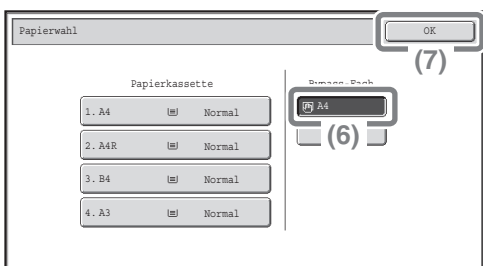 Papierwahl
OK
(7)
Papierkassette
Bypass-Fach
1. A4 Normal
A4
(6)
2. A4R Normal
3. B4 Normal
4. A3 Normal